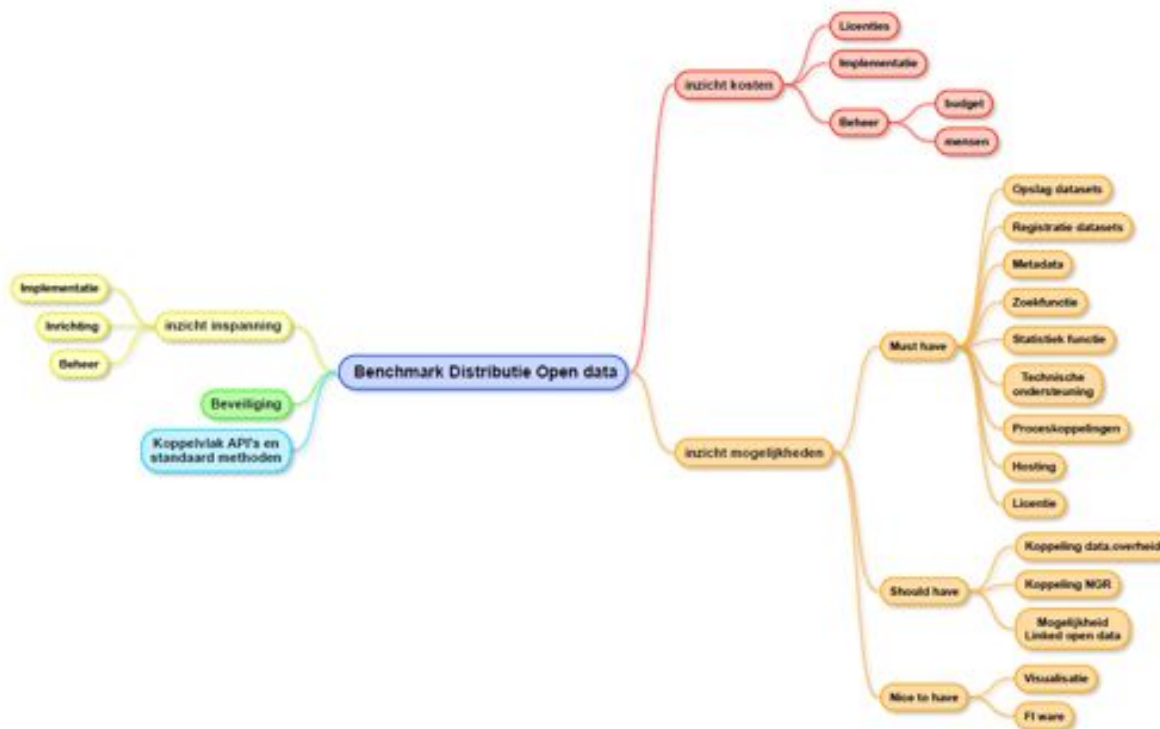 Benchmark Distributie Open data
inzicht kosten
Licenties
Implementatie
Beheer
budget
mensen
inzicht mogelijkheden
Must have
Opslag datasets
Registratie datasets
Metadata
Zoekfunctie
Statistiek functie
Technische
ondersteuning
Proceskoppelingen
Hosting
Licentie
Should have
Koppeling data.overheid
Koppeling NGR
Mogelijkheid
Linked open data
Nice to have
Visualisatie
FI ware
inzicht inspanning
Implementatie
Inrichting
Beheer
Beveiliging
Koppelvlak API's en
standaard methoden